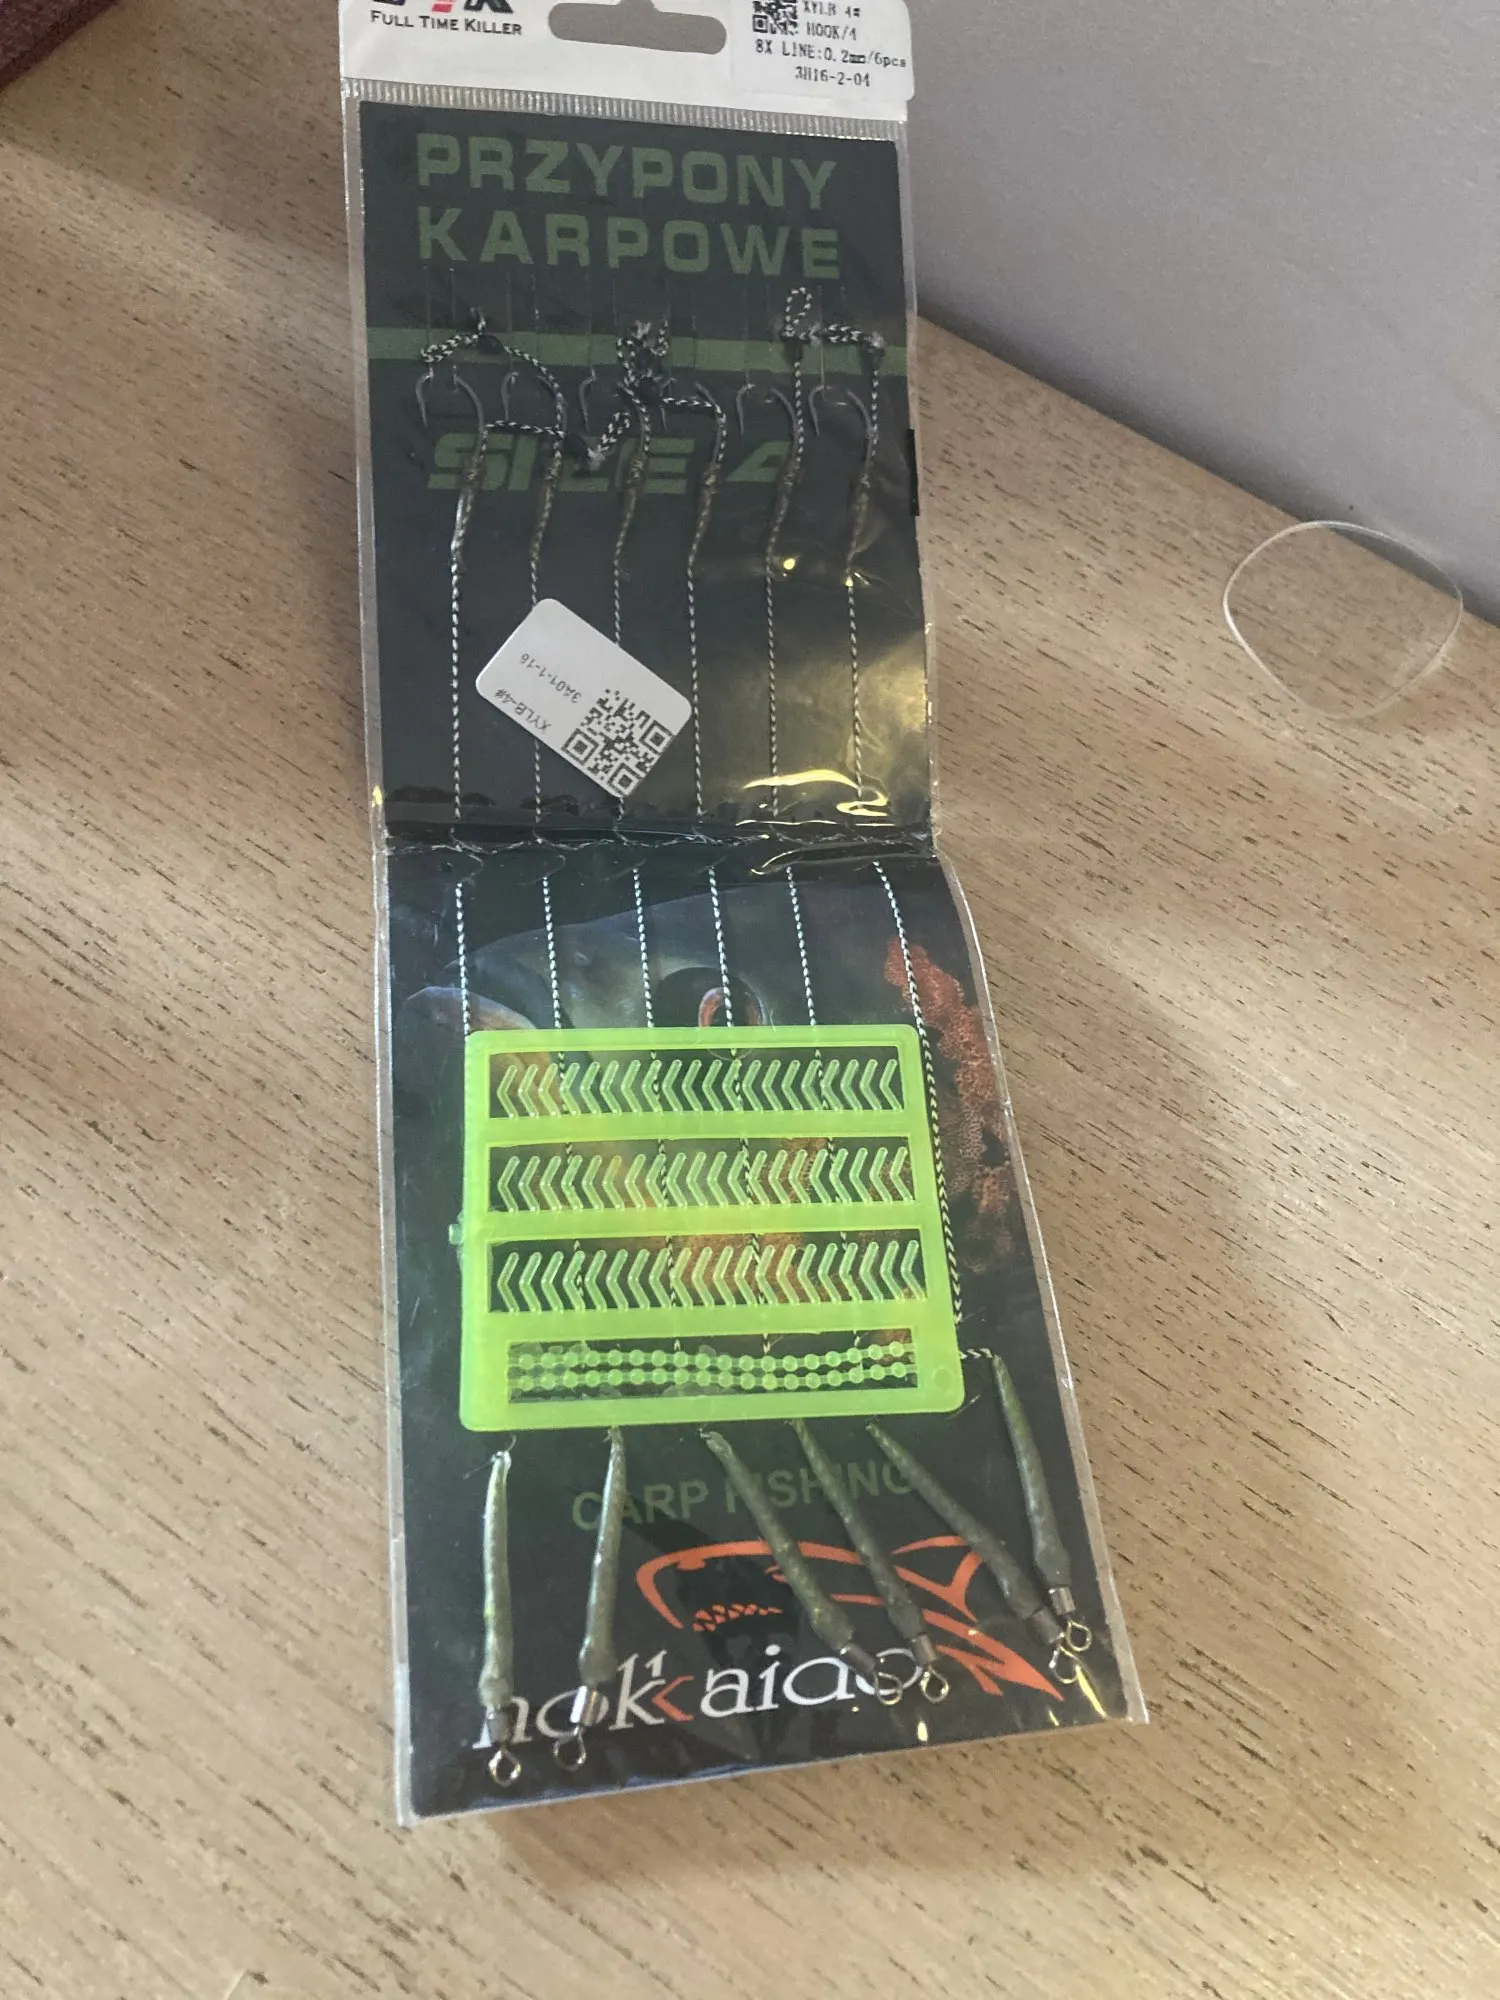 FULL TIME KILLER
XYLB 4#
HOOK/4
8X LINE:0.2mm/6pcs
3H16-2-04
PRZYPONY
KARPOWE
SIZE 4
XYLB-4#
3A01-1-16
CARP FISHING
hokkaido